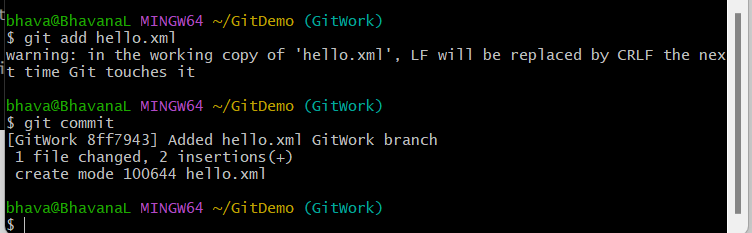 bhava@BhavanaL MINGW64 ~/GitDemo (GitWork)
$ git add hello.xml
warning: in the working copy of 'hello.xml', LF will be replaced by CRLF the nex
t time Git touches it
bhava@BhavanaL MINGW64 ~/GitDemo (GitWork)
$ git commit
[GitWork 8ff7943] Added hello.xml GitWork branch
 1 file changed, 2 insertions(+)
 create mode 100644 hello.xml
bhava@BhavanaL MINGW64 ~/GitDemo (GitWork)
$